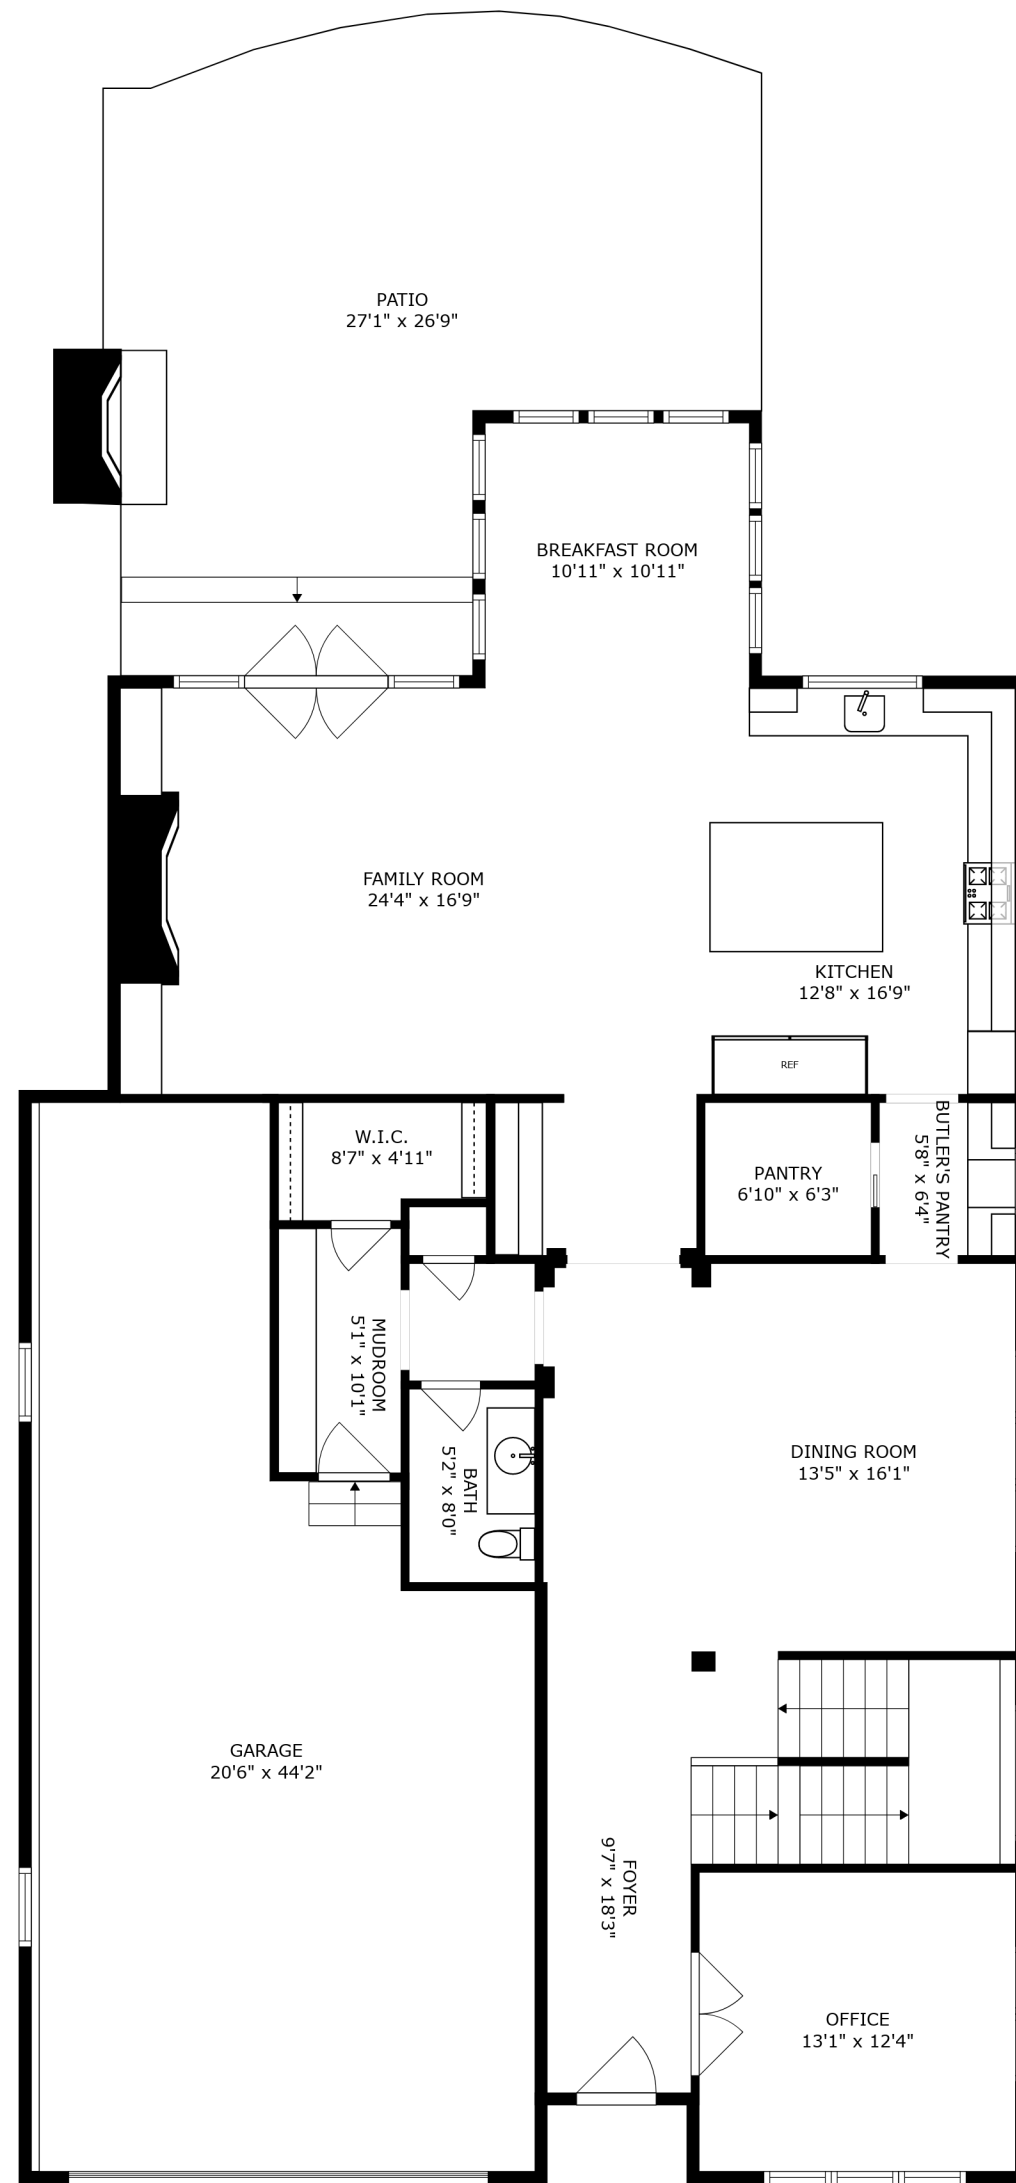 PATIO
27'1" x 26'9"
BREAKFAST ROOM
10'11" x 10'11"
FAMILY ROOM
24'4" x 16'9"
KITCHEN
12'8" x 16'9"
REF
W.I.C.
8'7" x 4'11"
PANTRY
6'10" x 6'3"
BUTLER'S PANTRY
5'8" x 6'4"
MUDROOM
5'1" x 10'1"
BATH
5'2" x 8'0"
DINING ROOM
13'5" x 16'1"
GARAGE
20'6" x 44'2"
FOYER
9'7" x 18'3"
OFFICE
13'1" x 12'4"